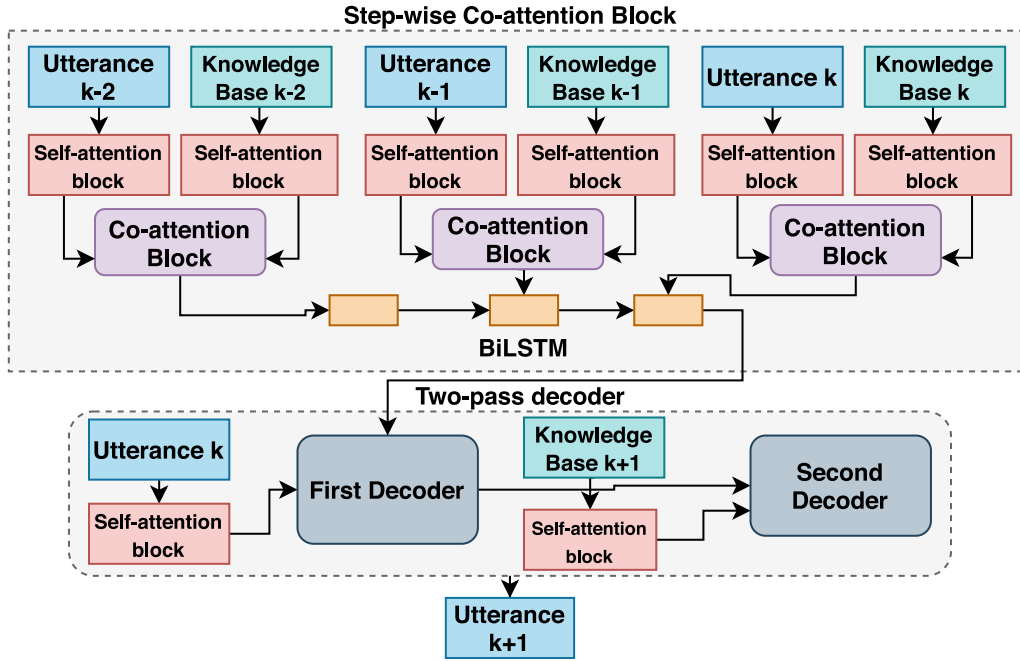 Step-wise Co-attention Block
Utterance
k-2
Knowledge
Base k-2
Utterance
k-1
Knowledge
Base k-1
Utterance k
Knowledge
Base k
Self-attention
block
Self-attention
block
Self-attention
block
Self-attention
block
Self-attention
block
Self-attention
block
Co-attention
Block
Co-attention
Block
Co-attention
Block
BiLSTM
Two-pass decoder
Utterance k
Self-attention
block
First Decoder
Knowledge
Base k+1
Self-attention
block
Second
Decoder
Utterance
k+1